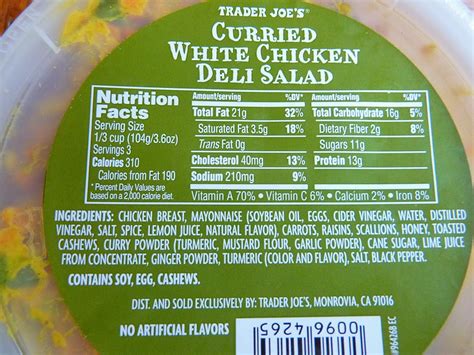 TRADER JOE'S®
CURRIED
WHITE CHICKEN
DELI SALAD
Nutrition
Facts
Serving Size
1/3 cup (104g/3.6oz)
Servings 3
Calories 310
Calories from Fat 190
* Percent Daily Values are
based on a 2,000 calorie diet.
Amount/serving %DV*
Total Fat 21g 32%
Saturated Fat 3.5g 18%
Trans Fat 0g
Cholesterol 40mg 13%
Sodium 210mg 9%
Amount/serving %DV*
Total Carbohydrate 16g 5%
Dietary Fiber 2g 8%
Sugars 11g
Protein 13g
Vitamin A 70% • Vitamin C 6% • Calcium 2% • Iron 8%
INGREDIENTS: CHICKEN BREAST, MAYONNAISE (SOYBEAN OIL, EGGS, CIDER VINEGAR, WATER, DISTILLED
VINEGAR, SALT, SPICE, LEMON JUICE, NATURAL FLAVOR), CARROTS, RAISINS, SCALLIONS, HONEY, TOASTED
CASHEWS, CURRY POWDER (TURMERIC, MUSTARD FLOUR, GARLIC POWDER), CANE SUGAR, LIME JUICE
FROM CONCENTRATE, GINGER POWDER, TURMERIC (COLOR AND FLAVOR), SALT, BLACK PEPPER.
CONTAINS SOY, EGG, CASHEWS.
DIST. AND SOLD EXCLUSIVELY BY: TRADER JOE'S, MONROVIA, CA 91016
NO ARTIFICIAL FLAVORS
0096 4265